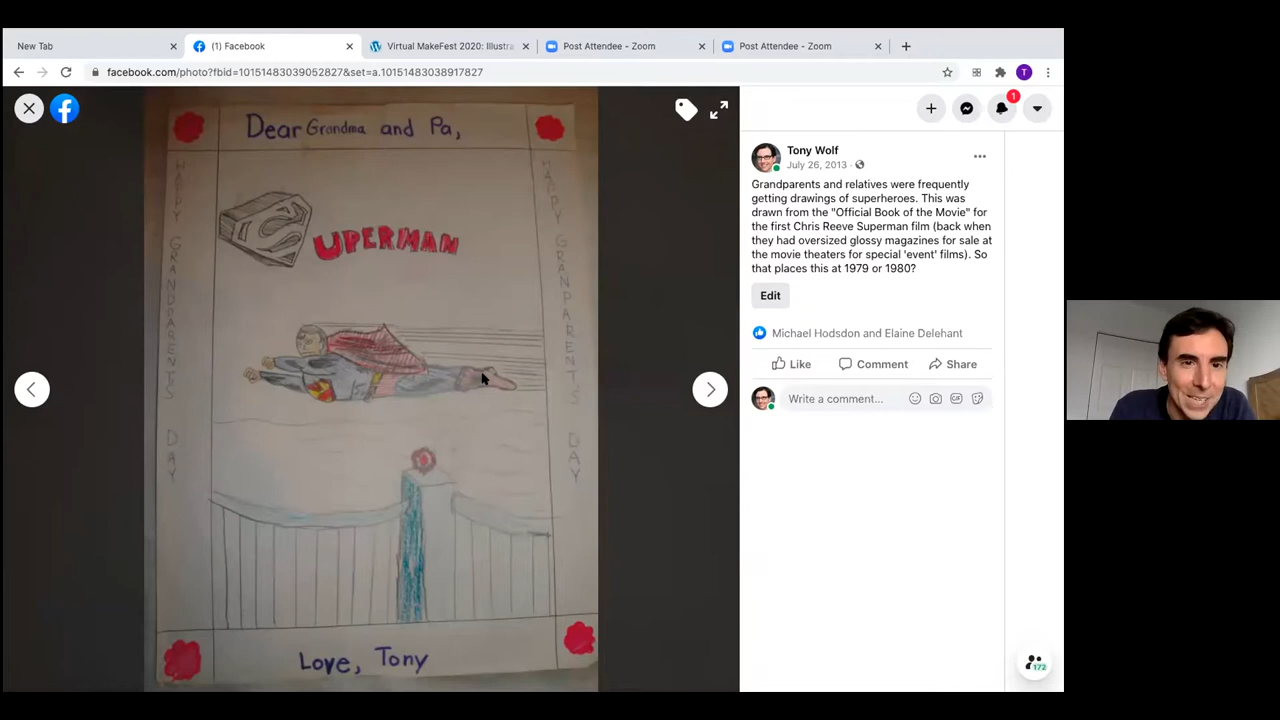 New Tab
(1) Facebook
Virtual MakeFest 2020: Illustra
Post Attendee - Zoom
Post Attendee - Zoom
facebook.com/photo?fbid=10151483039052827&set=a.10151483038917827
T
Dear Grandma and Pa,
HAPPY GRANDPARENTS DAY
HAPPY GRANPARENTS DAY
S
UPERMAN
Love, Tony
1
Tony Wolf
July 26, 2013 ·
Grandparents and relatives were frequently
getting drawings of superheroes. This was
drawn from the "Official Book of the Movie" for
the first Chris Reeve Superman film (back when
they had oversized glossy magazines for sale at
the movie theaters for special 'event' films). So
that places this at 1979 or 1980?
Edit
Michael Hodsdon and Elaine Delehant
Like
Comment
Share
Write a comment...
GIF
172